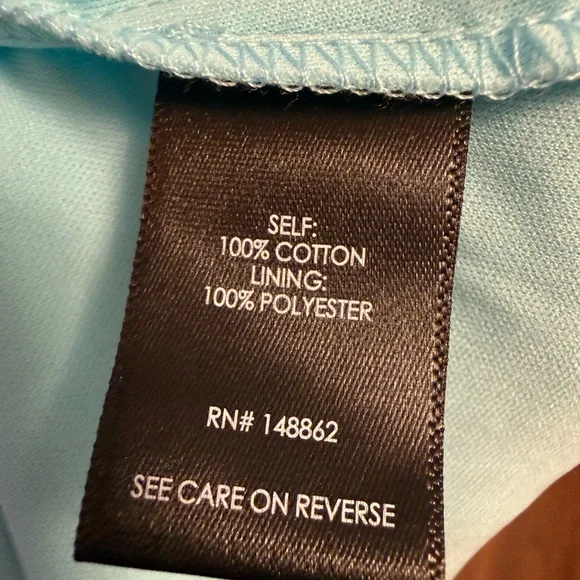 SELF:
100% COTTON
LINING:
100% POLYESTER
RN# 148862
SEE CARE ON REVERSE